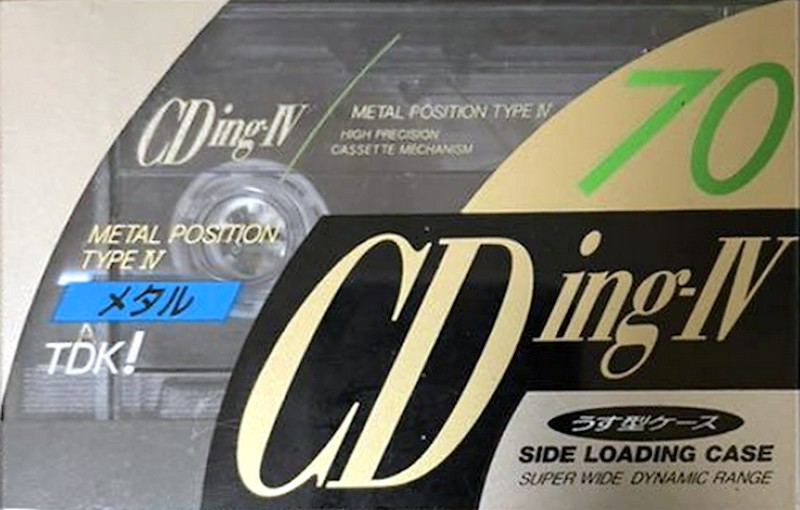 70
CDing-IV
METAL POSITION TYPE IV
HIGH PRECISION
CASSETTE MECHANISM
METAL POSITION
TYPE IV
メタル
TDK!
CDing-IV
うす型ケース
SIDE LOADING CASE
SUPER WIDE DYNAMIC RANGE